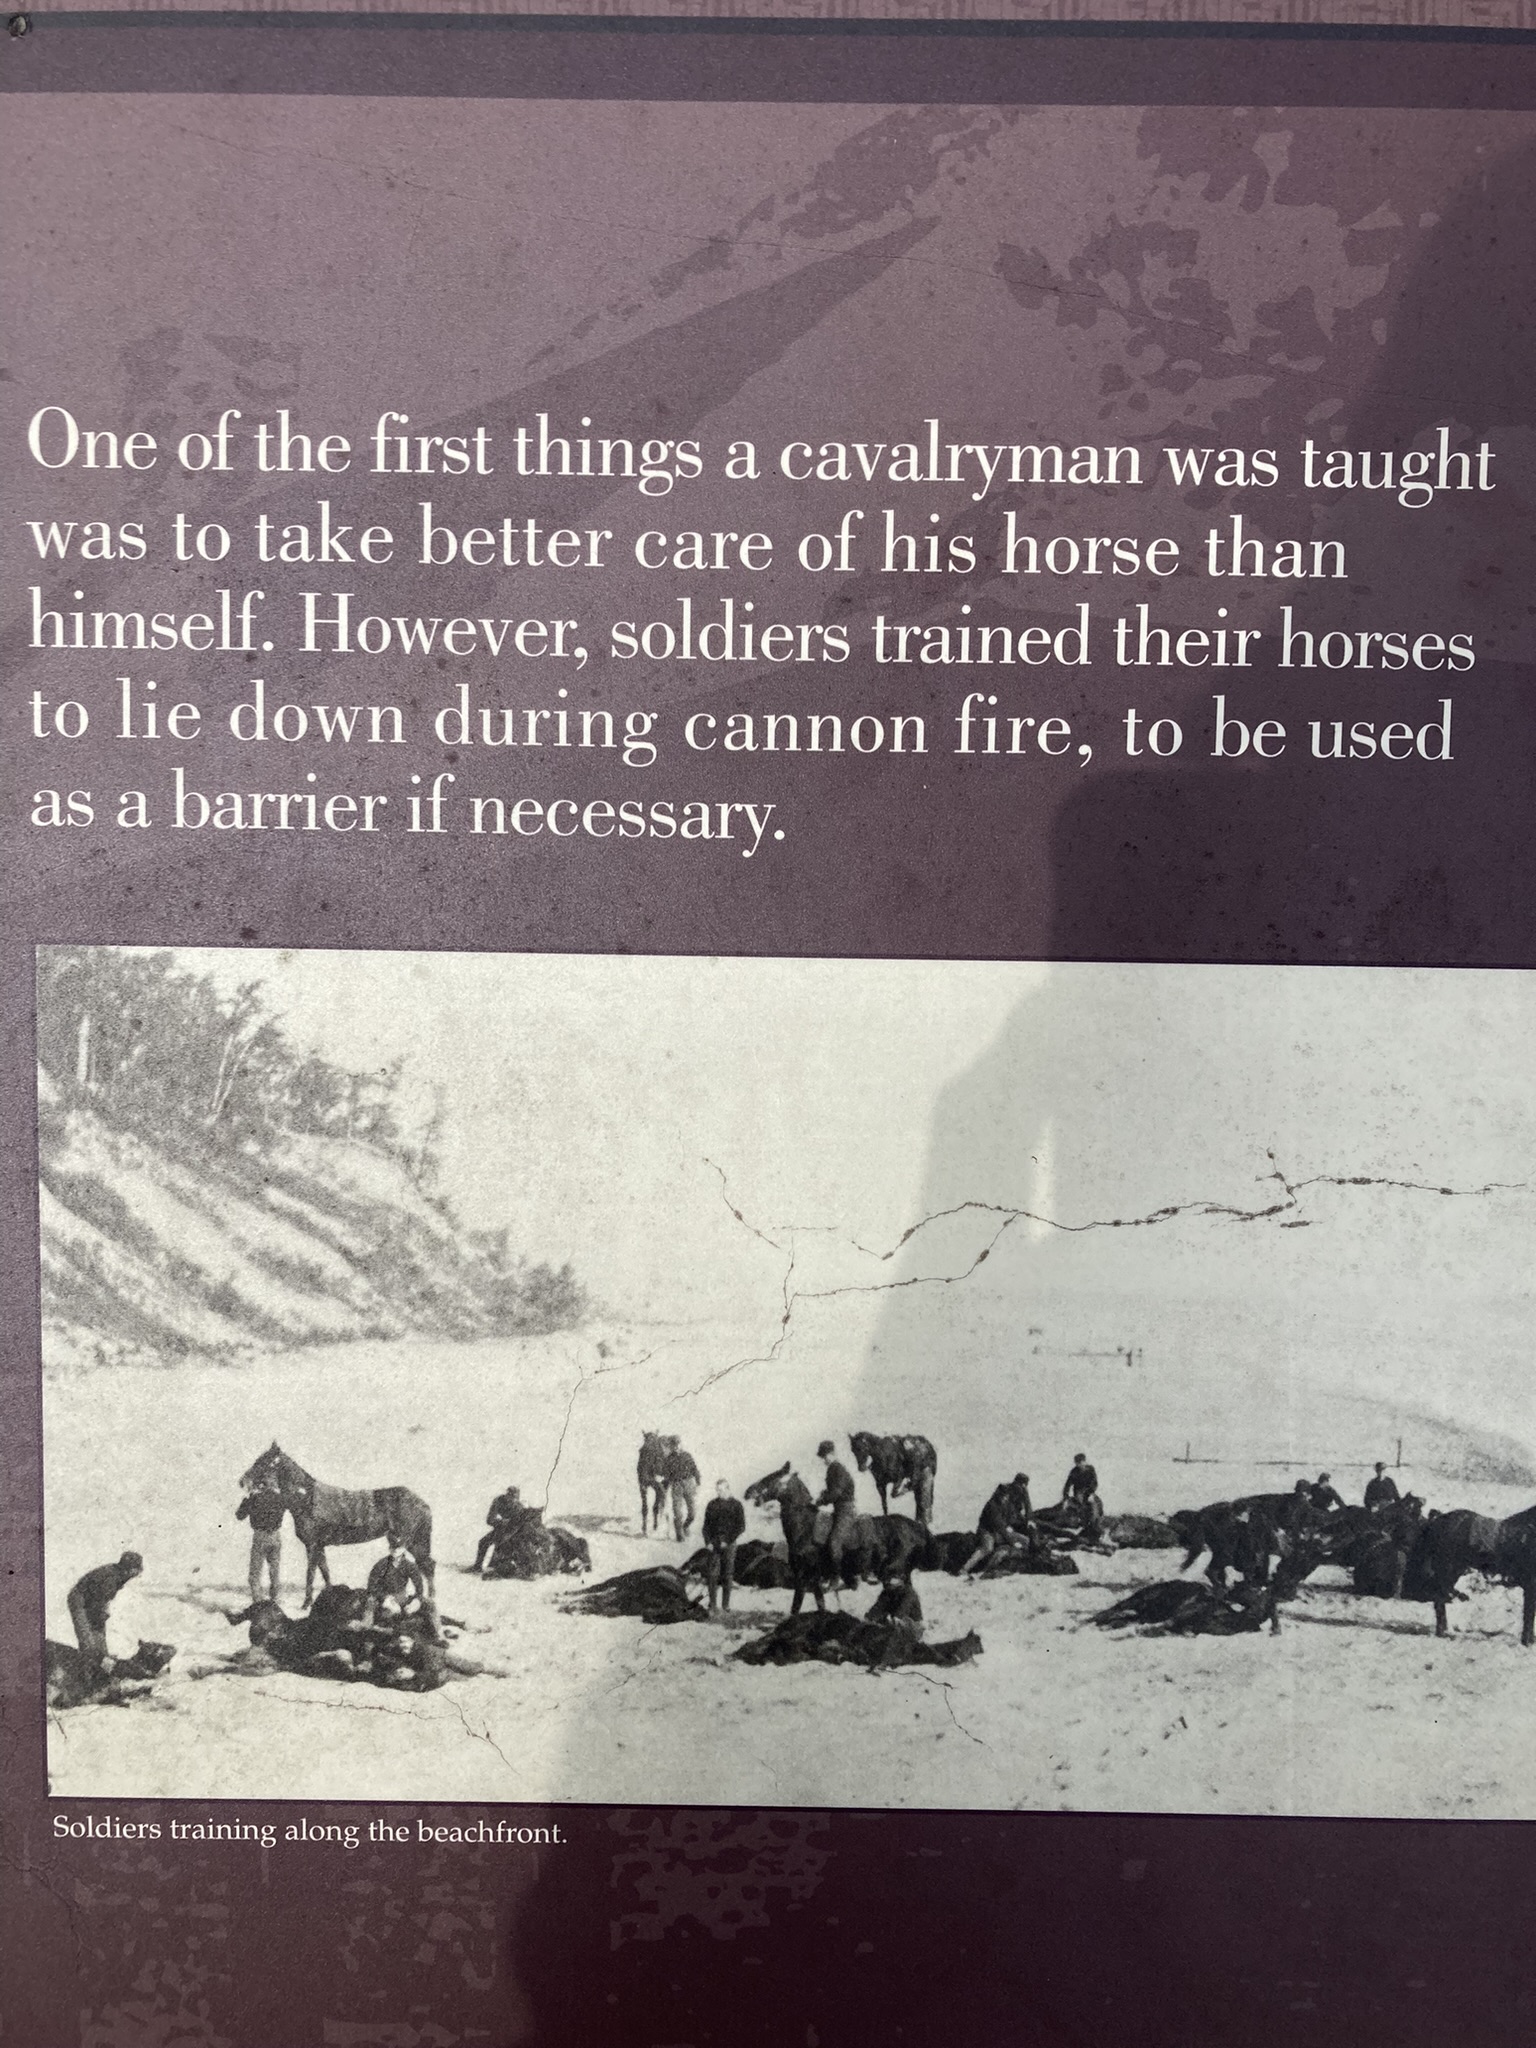 One of the first things a cavalryman was taught
was to take better care of his horse than
himself. However, soldiers trained their horses
to lie down during cannon fire, to be used
as a barrier if necessary.
Soldiers training along the beachfront.